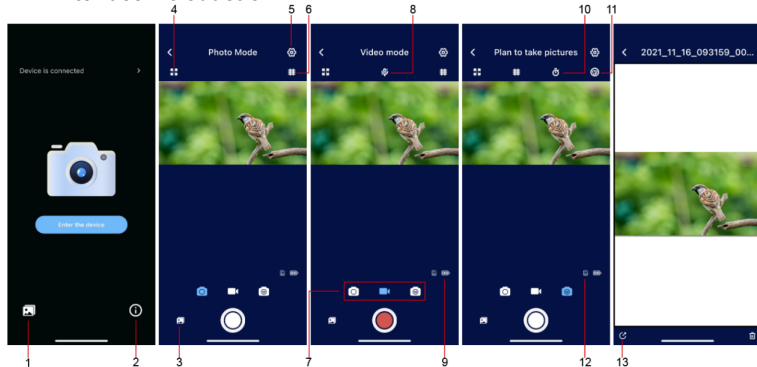 4
5
6
8
10
11
Photo Mode
Video mode
Plan to take pictures
2021_11_16_093159_00...
Device is connected
Enter the device
1
2
3
7
9
12
13